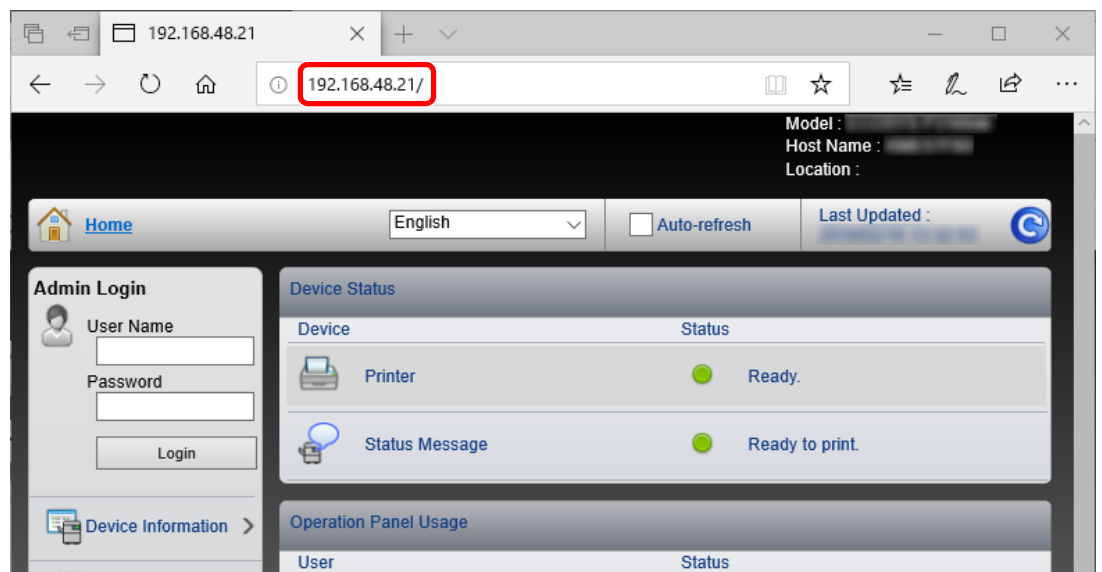 192.168.48.21
192.168.48.21/
Model :
Host Name :
Location :
Home
English
Auto-refresh
Last Updated :
Admin Login
User Name
Password
Login
Device Information
Device Status
Device Status
Printer Ready.
Status Message Ready to print.
Operation Panel Usage
User Status